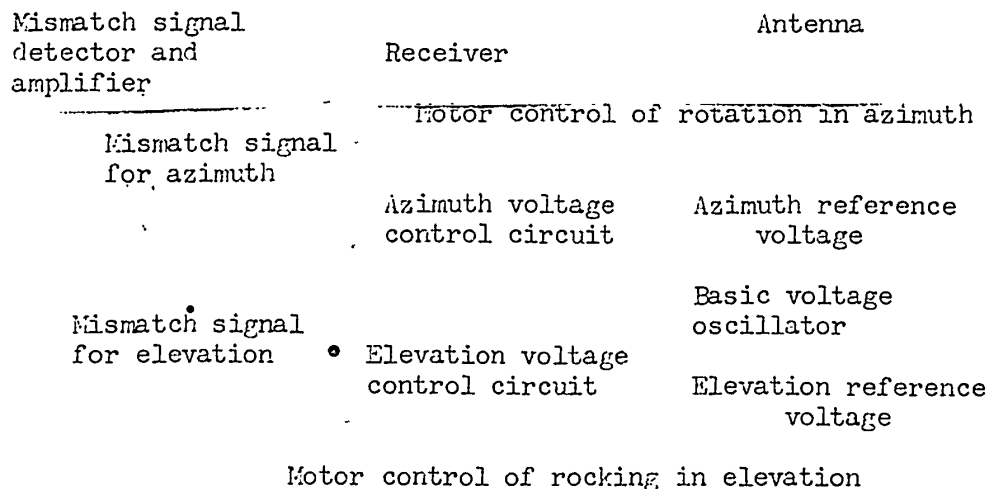 Mismatch signal
detector and
amplifier
Receiver
Antenna
Motor control of rotation in azimuth
Mismatch signal
for azimuth
Azimuth voltage
control circuit
Azimuth reference
voltage
Basic voltage
oscillator
Mismatch signal
for elevation
Elevation voltage
control circuit
Elevation reference
voltage
Motor control of rocking in elevation